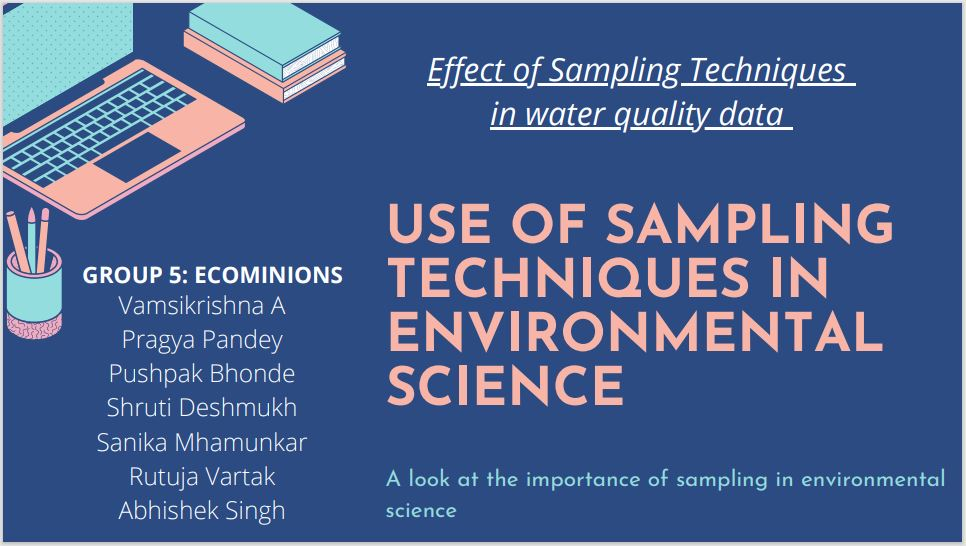 Effect of Sampling Techniques
in water quality data
USE OF SAMPLING
TECHNIQUES IN
ENVIRONMENTAL
SCIENCE
A look at the importance of sampling in environmental
science
GROUP 5: ECOMINIONS
Vamsikrishna A
Pragya Pandey
Pushpak Bhonde
Shruti Deshmukh
Sanika Mhamunkar
Rutuja Vartak
Abhishek Singh